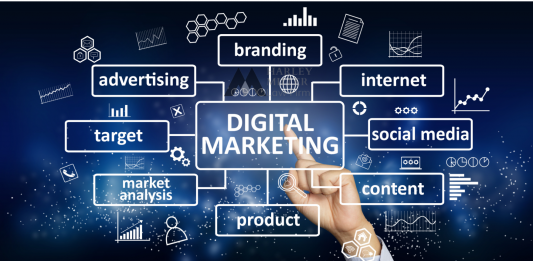 branding
advertising
internet
DIGITAL
MARKETING
target
social media
market
analysis
content
product